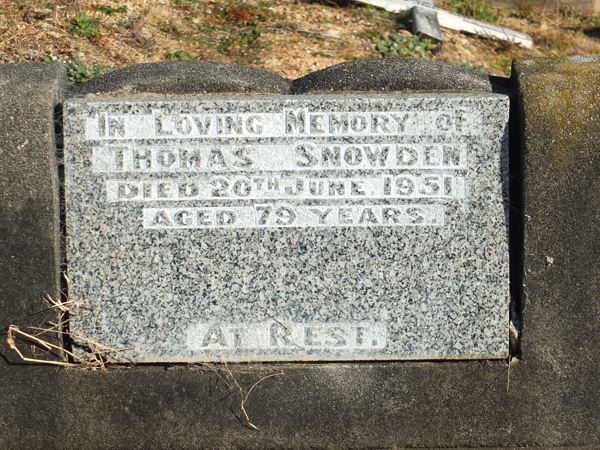 IN LOVING MEMORY OF
THOMAS SNOWDEN
DIED 20TH JUNE 1951
AGED 79 YEARS.
AT REST.